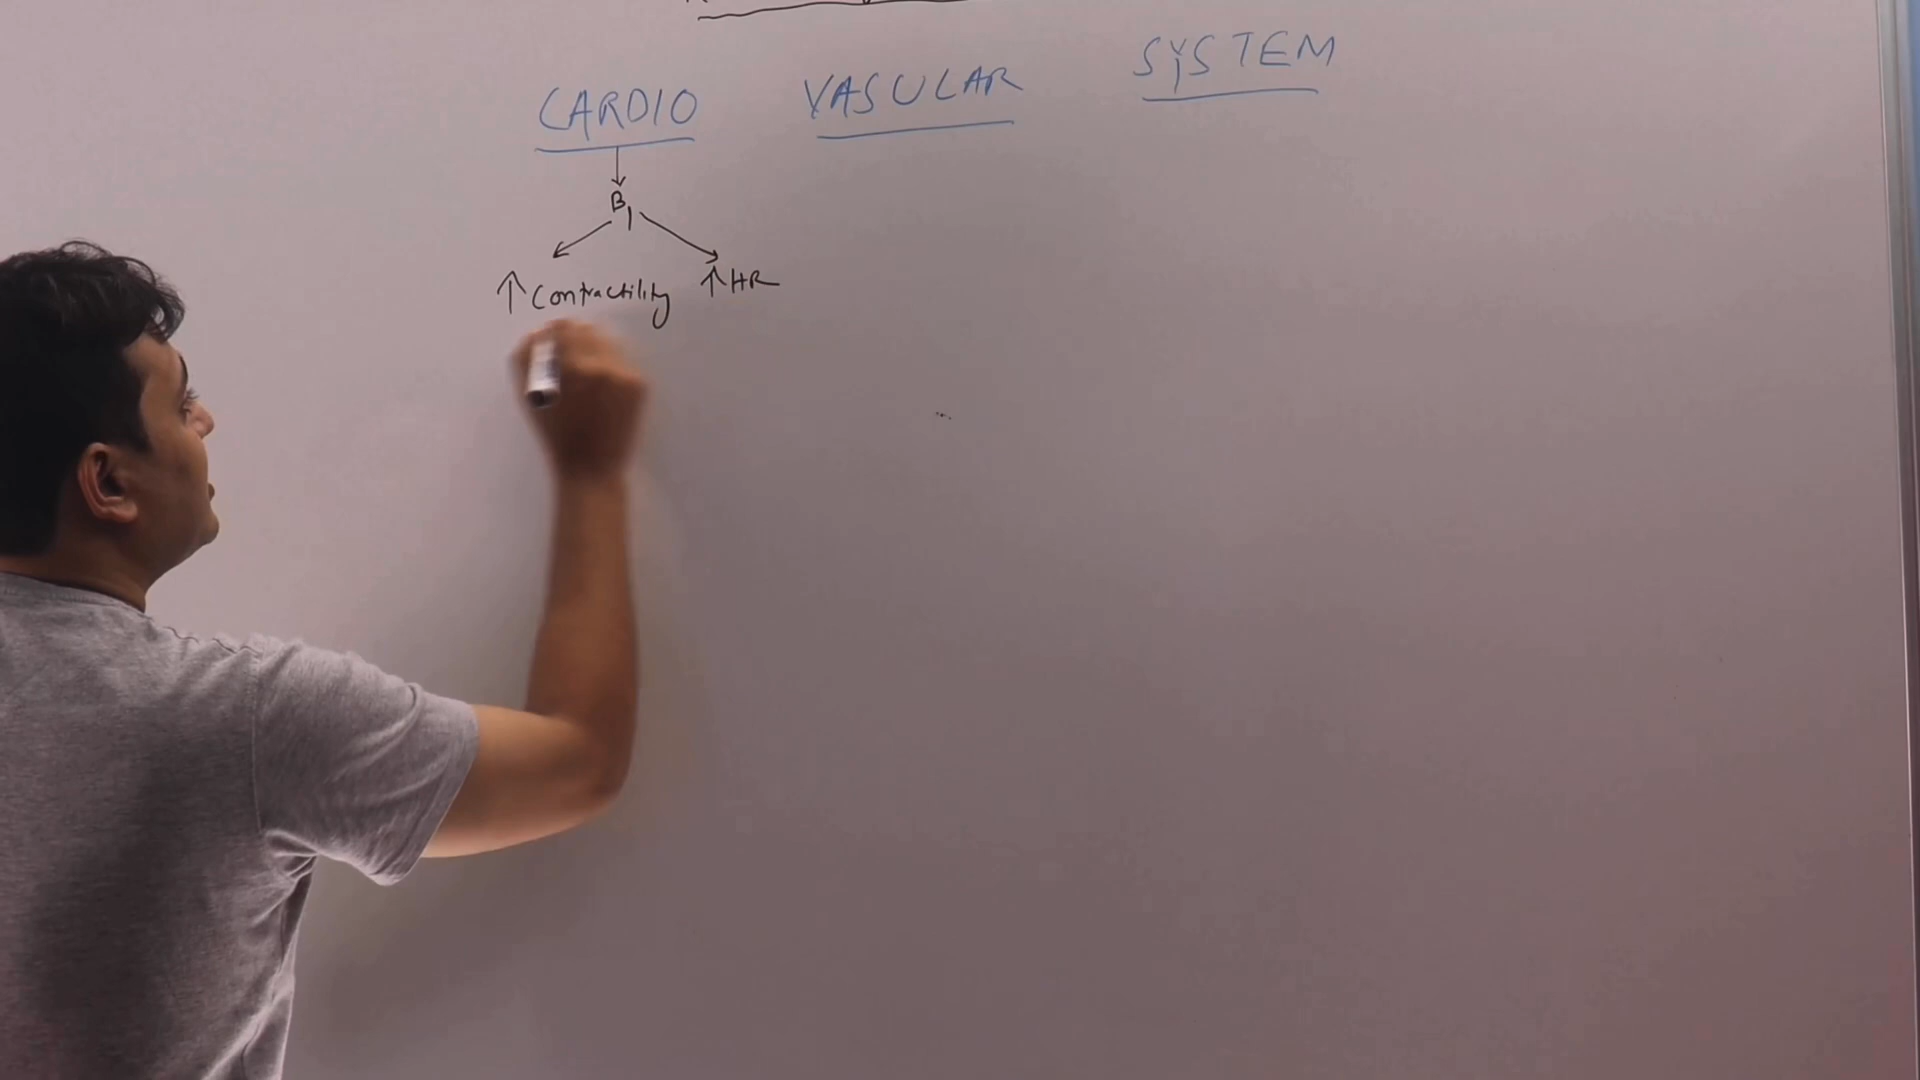 CARDIO VASULAR SYSTEM
B1
↑ Contractility ↑ HR